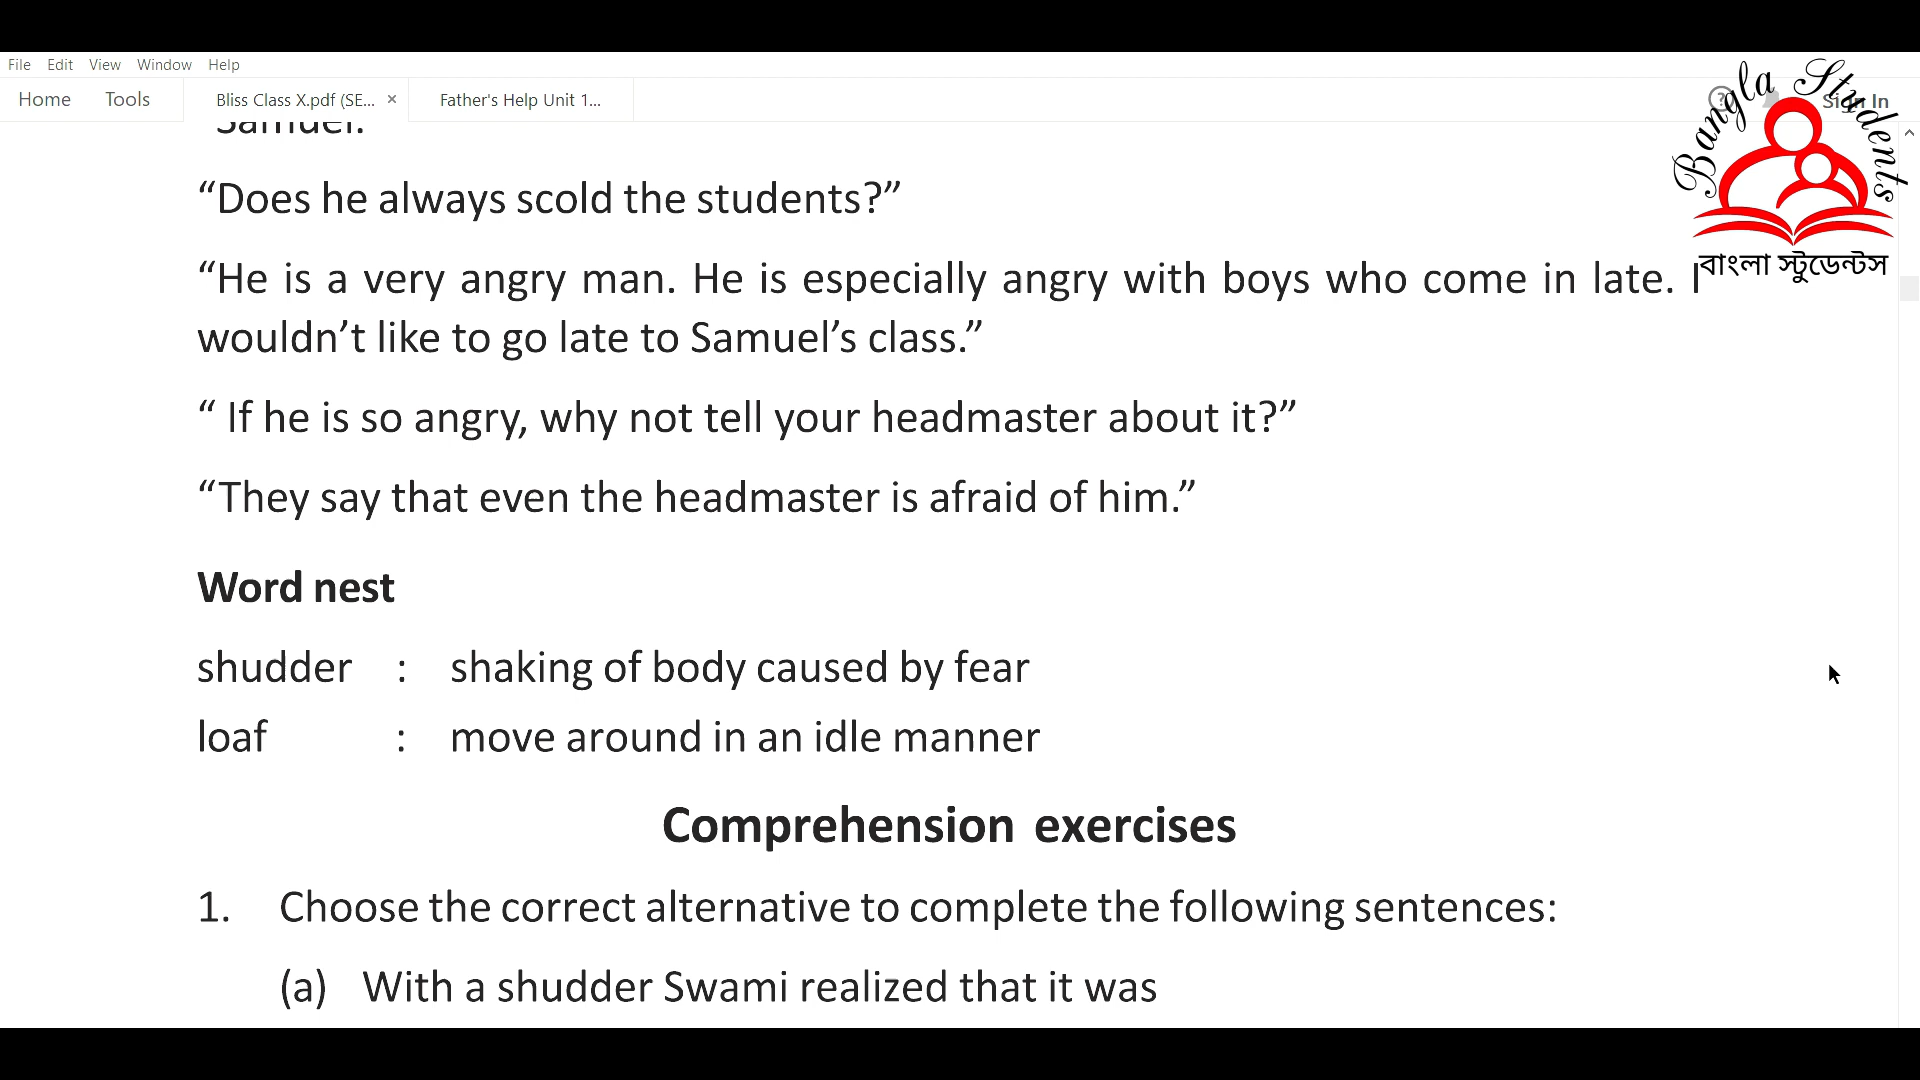 File Edit View Window Help
Home Tools Bliss Class X.pdf (SE... × Father's Help Unit 1... Sign In
Samuel.
“Does he always scold the students?”
“He is a very angry man. He is especially angry with boys who come in late. I
wouldn’t like to go late to Samuel’s class.”
“ If he is so angry, why not tell your headmaster about it?”
“They say that even the headmaster is afraid of him.”
Word nest
shudder : shaking of body caused by fear
loaf : move around in an idle manner
Comprehension exercises
1. Choose the correct alternative to complete the following sentences:
(a) With a shudder Swami realized that it was
Bangla Students
বাংলা স্টুডেন্টস